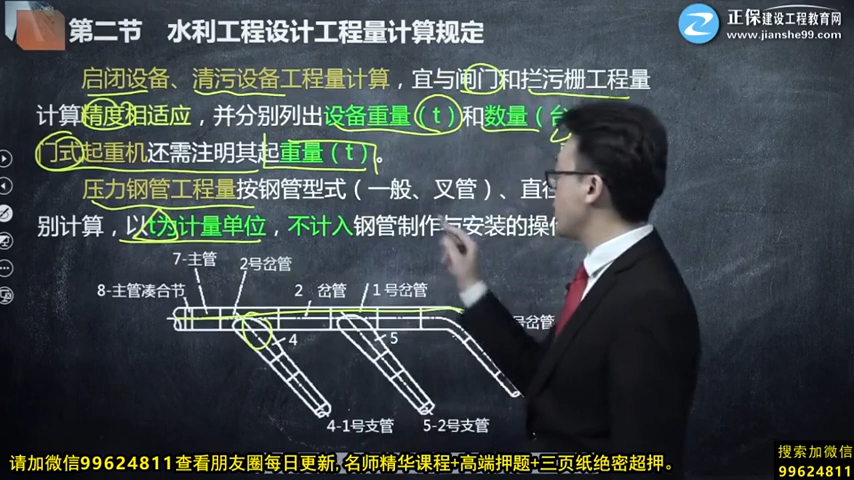 第二节 水利工程设计工程量计算规定
正保建设工程教育网
www.jianshe99.com
启闭设备、清污设备工程量计算，宜与闸门和拦污栅工程量
计算精度相适应，并分别列出设备重量（t）和数量（台
门式起重机还需注明其起重量（t）。
压力钢管工程量按钢管型式（一般、叉管）、直径
别计算，以t为计量单位，不计入钢管制作与安装的操作
7-主管
2号岔管
8-主管凑合节
2 岔管
1号岔管
号岔管
4
5
4-1号支管
5-2号支管
请加微信99624811查看朋友圈每日更新,名师精华课程+高端押题+三页纸绝密超押。
搜索加微信
99624811